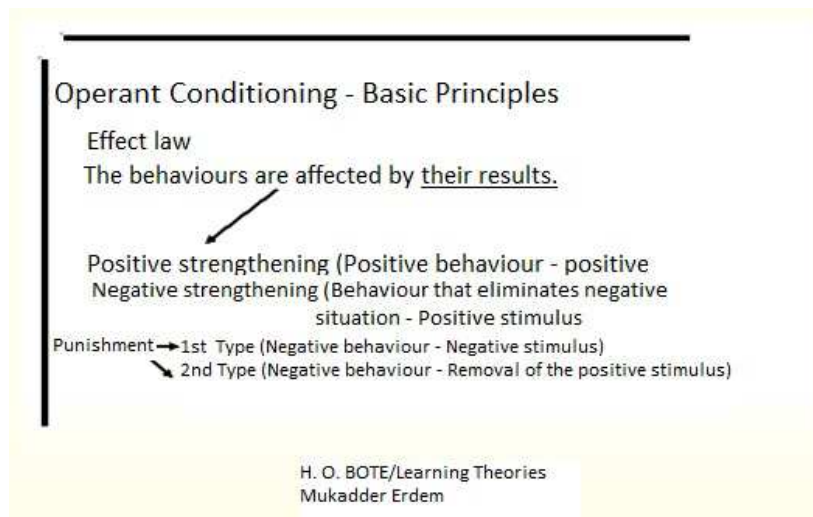 Operant Conditioning - Basic Principles
Effect law
The behaviours are affected by their results.
Positive strengthening (Positive behaviour - positive
Negative strengthening (Behaviour that eliminates negative
situation - Positive stimulus
Punishment 1st Type (Negative behaviour - Negative stimulus)
2nd Type (Negative behaviour - Removal of the positive stimulus)
H. O. BOTE/Learning Theories
Mukadder Erdem